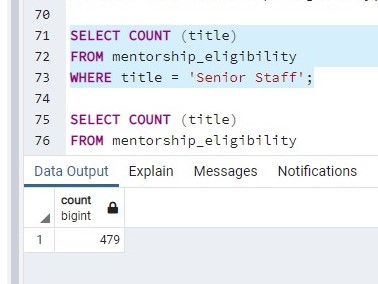 70
71 SELECT COUNT (title)
72 FROM mentorship_eligibility
73 WHERE title = 'Senior Staff';
74
75 SELECT COUNT (title)
76 FROM mentorship_eligibility
Data Output Explain Messages Notifications
count
bigint
1 479